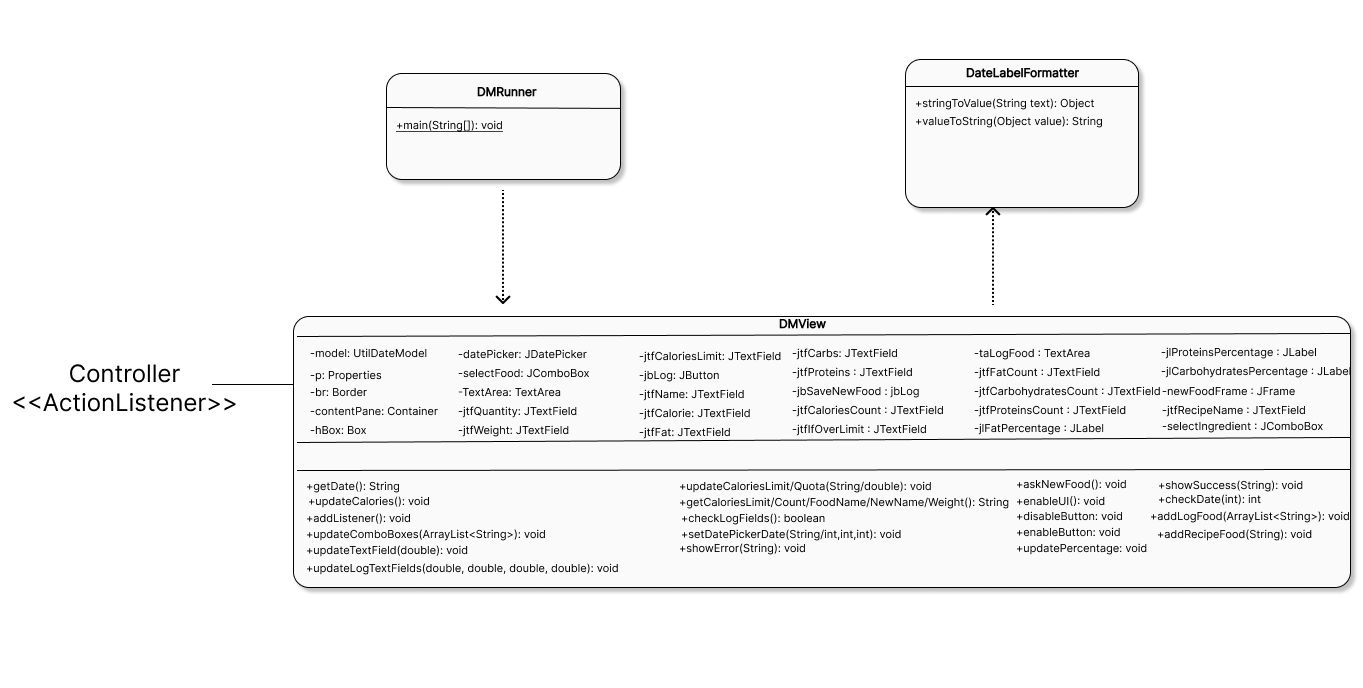 DMRunner
+main(String[]): void
DateLabelFormatter
+stringToValue(String text): Object
+valueToString(Object value): String
Controller
<<ActionListener>>
DMView
-model: UtilDateModel
-p: Properties
-br: Border
-contentPane: Container
-hBox: Box
-datePicker: JDatePicker
-selectFood: JComboBox
-TextArea: TextArea
-jtfQuantity: JTextField
-jtfWeight: JTextField
-jtfCaloriesLimit: JTextField
-jbLog: JButton
-jtfName: JTextField
-jtfCalorie: JTextField
-jtfFat: JTextField
-jtfCarbs: JTextField
-jtfProteins : JTextField
-jbSaveNewFood : jbLog
-jtfCaloriesCount : JTextField
-jtfIfOverLimit : JTextField
-taLogFood : TextArea
-jtfFatCount : JTextField
-jtfCarbohydratesCount : JTextField
-jtfProteinsCount : JTextField
-jlFatPercentage : JLabel
-jlProteinsPercentage : JLabel
-jlCarbohydratesPercentage : JLabel
-newFoodFrame : JFrame
-jtfRecipeName : JTextField
-selectIngredient : JComboBox
+getDate(): String
+updateCalories(): void
+addListener(): void
+updateComboBoxes(ArrayList<String>): void
+updateTextField(double): void
+updateLogTextFields(double, double, double, double): void
+updateCaloriesLimit/Quota(String/double): void
+getCaloriesLimit/Count/FoodName/NewName/Weight(): String
+checkLogFields(): boolean
+setDatePickerDate(String/int,int,int): void
+showError(String): void
+askNewFood(): void
+enableUI(): void
+disableButton: void
+enableButton: void
+updatePercentage: void
+showSuccess(String): void
+checkDate(int): int
+addLogFood(ArrayList<String>): void
+addRecipeFood(String): void